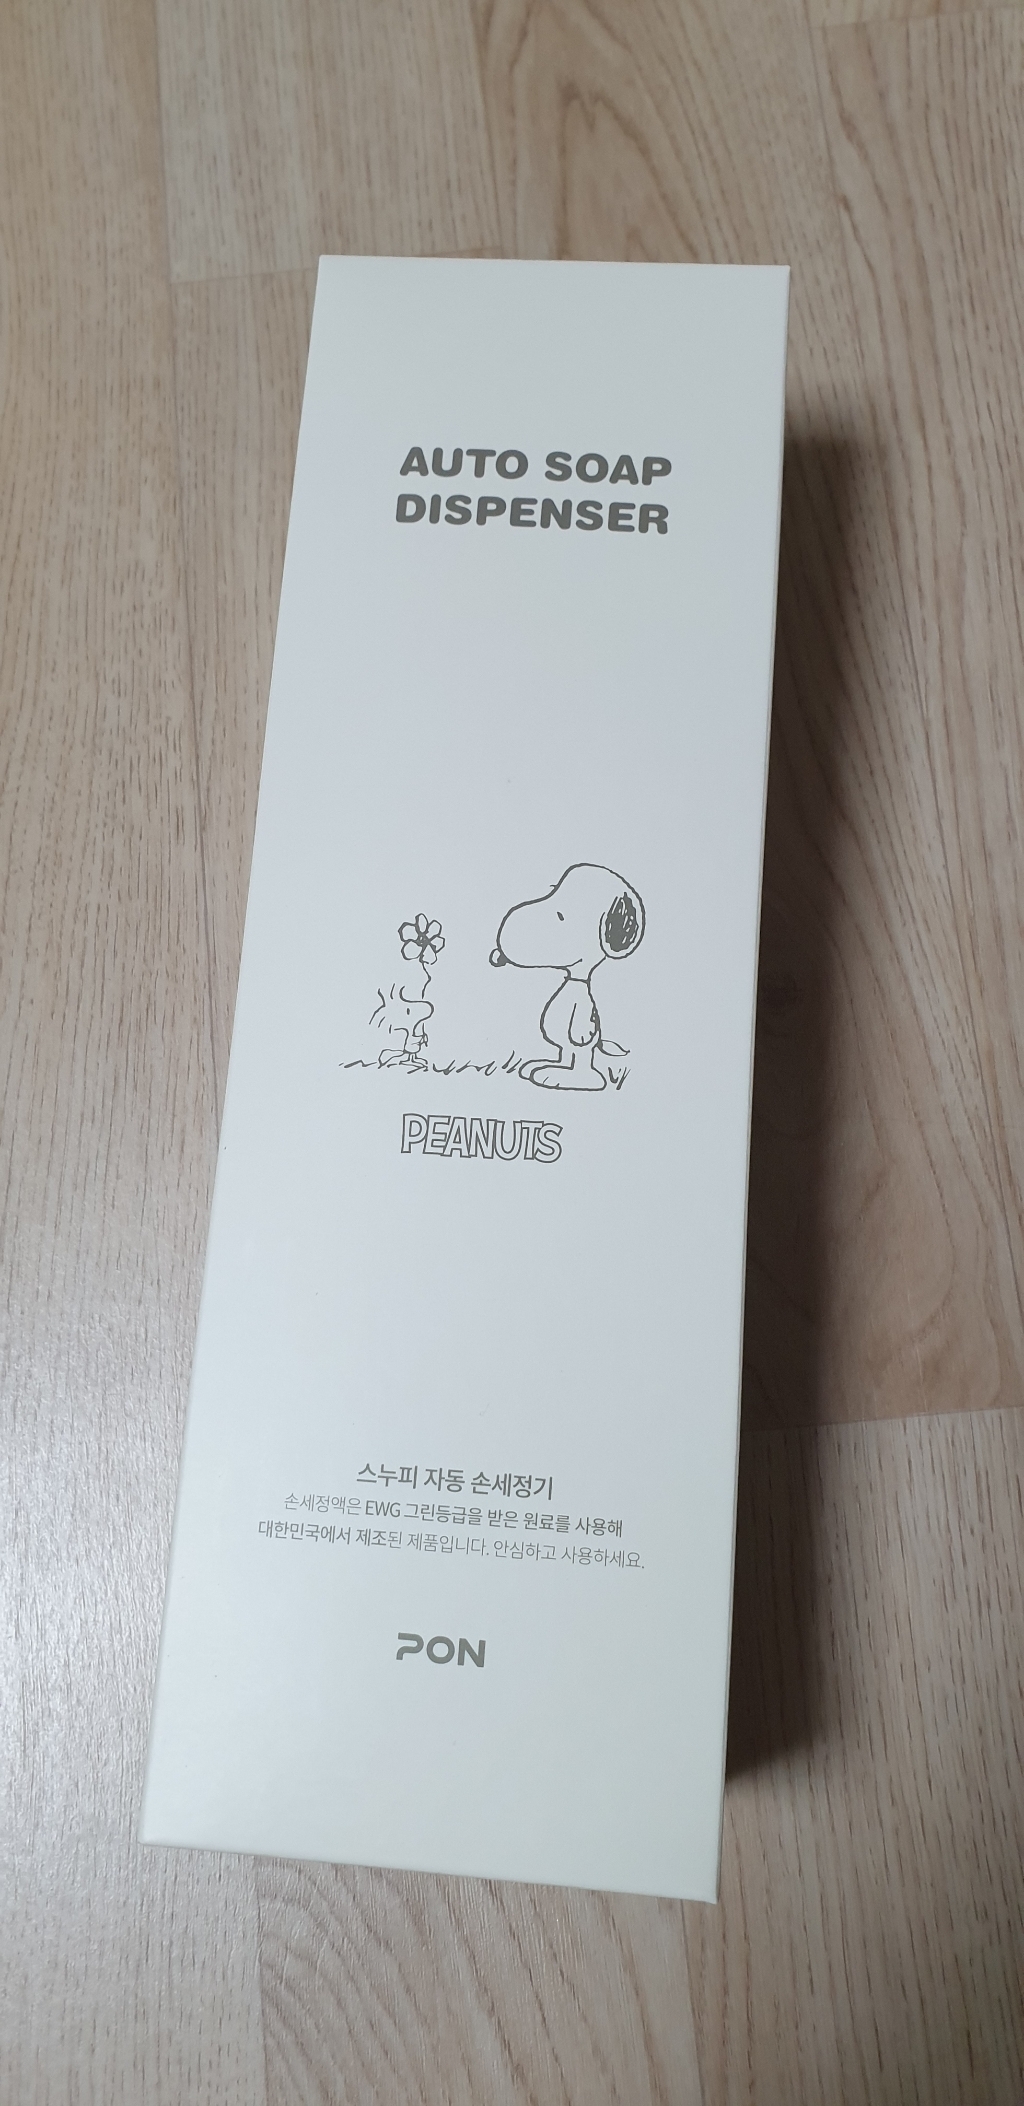 AUTO SOAP
DISPENSER
PEANUTS
스누피 자동 손세정기
손세정액은 EWG 그린등급을 받은 원료를 사용해
대한민국에서 제조된 제품입니다. 안심하고 사용하세요.
PON